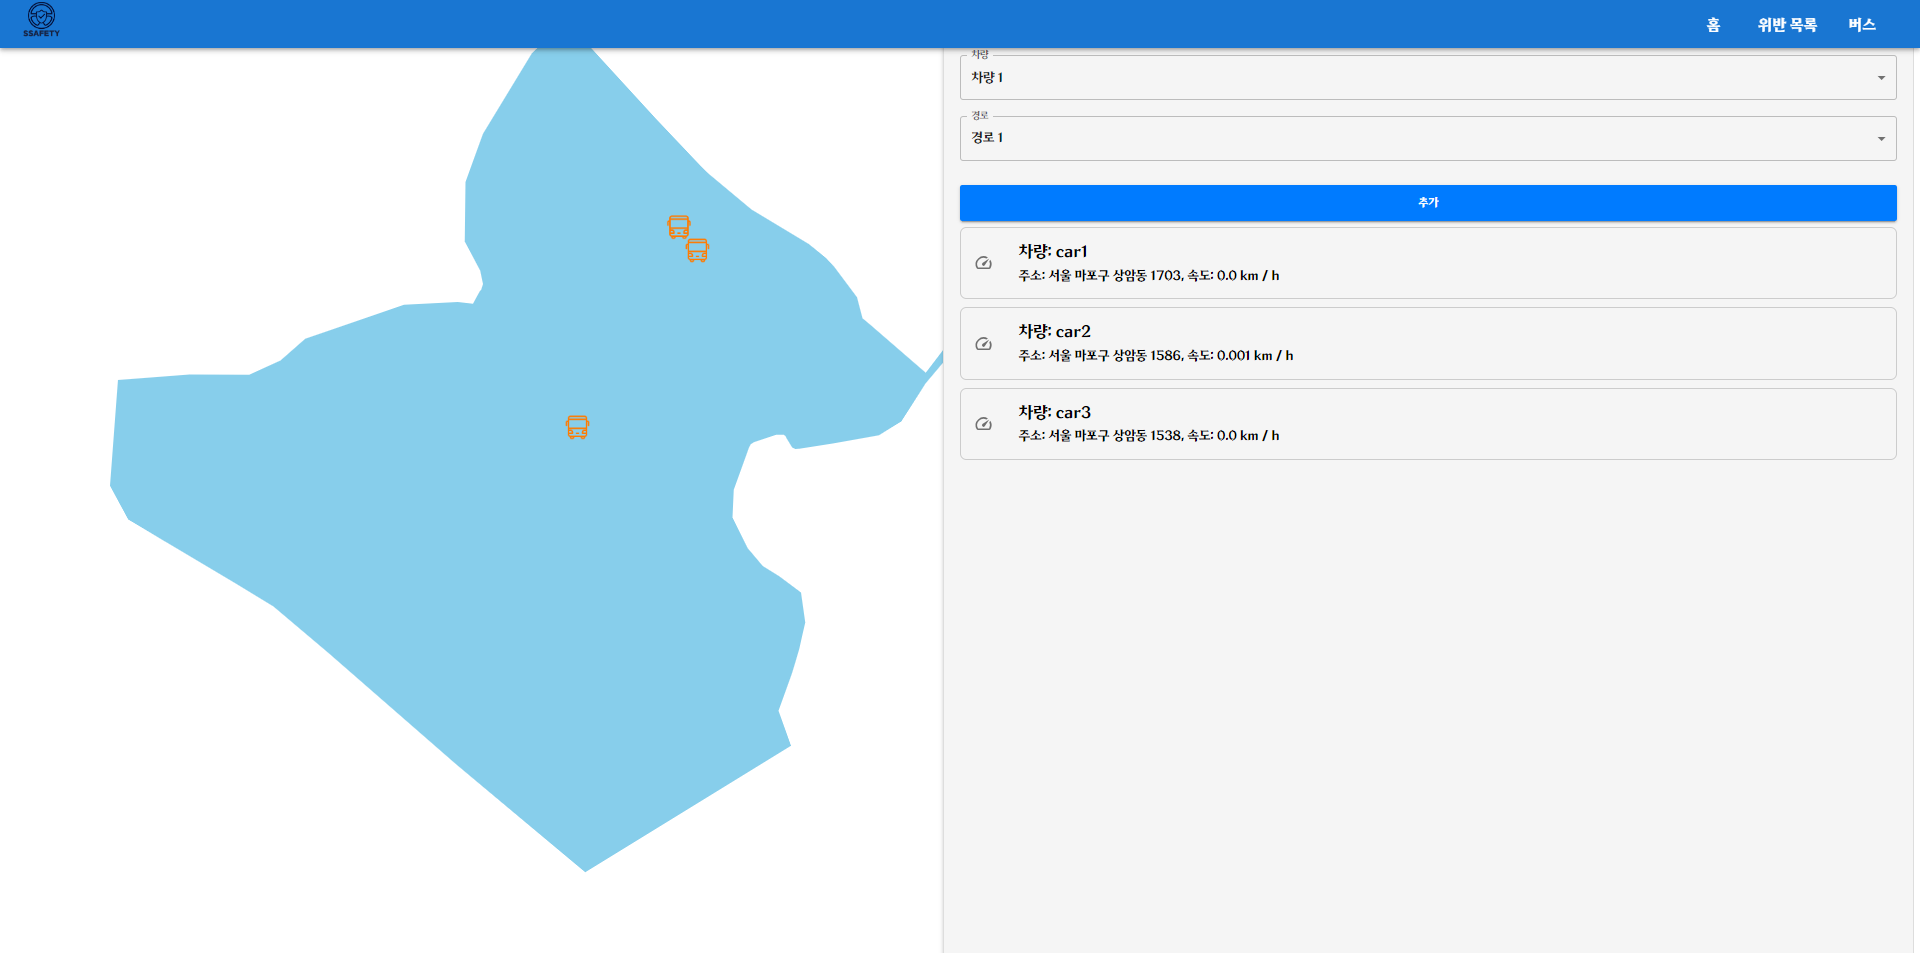 SSAFETY
홈
위반 목록
버스
차량
차량 1
경로
경로 1
추가
차량: car1
주소: 서울 마포구 상암동 1703, 속도: 0.0 km / h
차량: car2
주소: 서울 마포구 상암동 1586, 속도: 0.001 km / h
차량: car3
주소: 서울 마포구 상암동 1538, 속도: 0.0 km / h